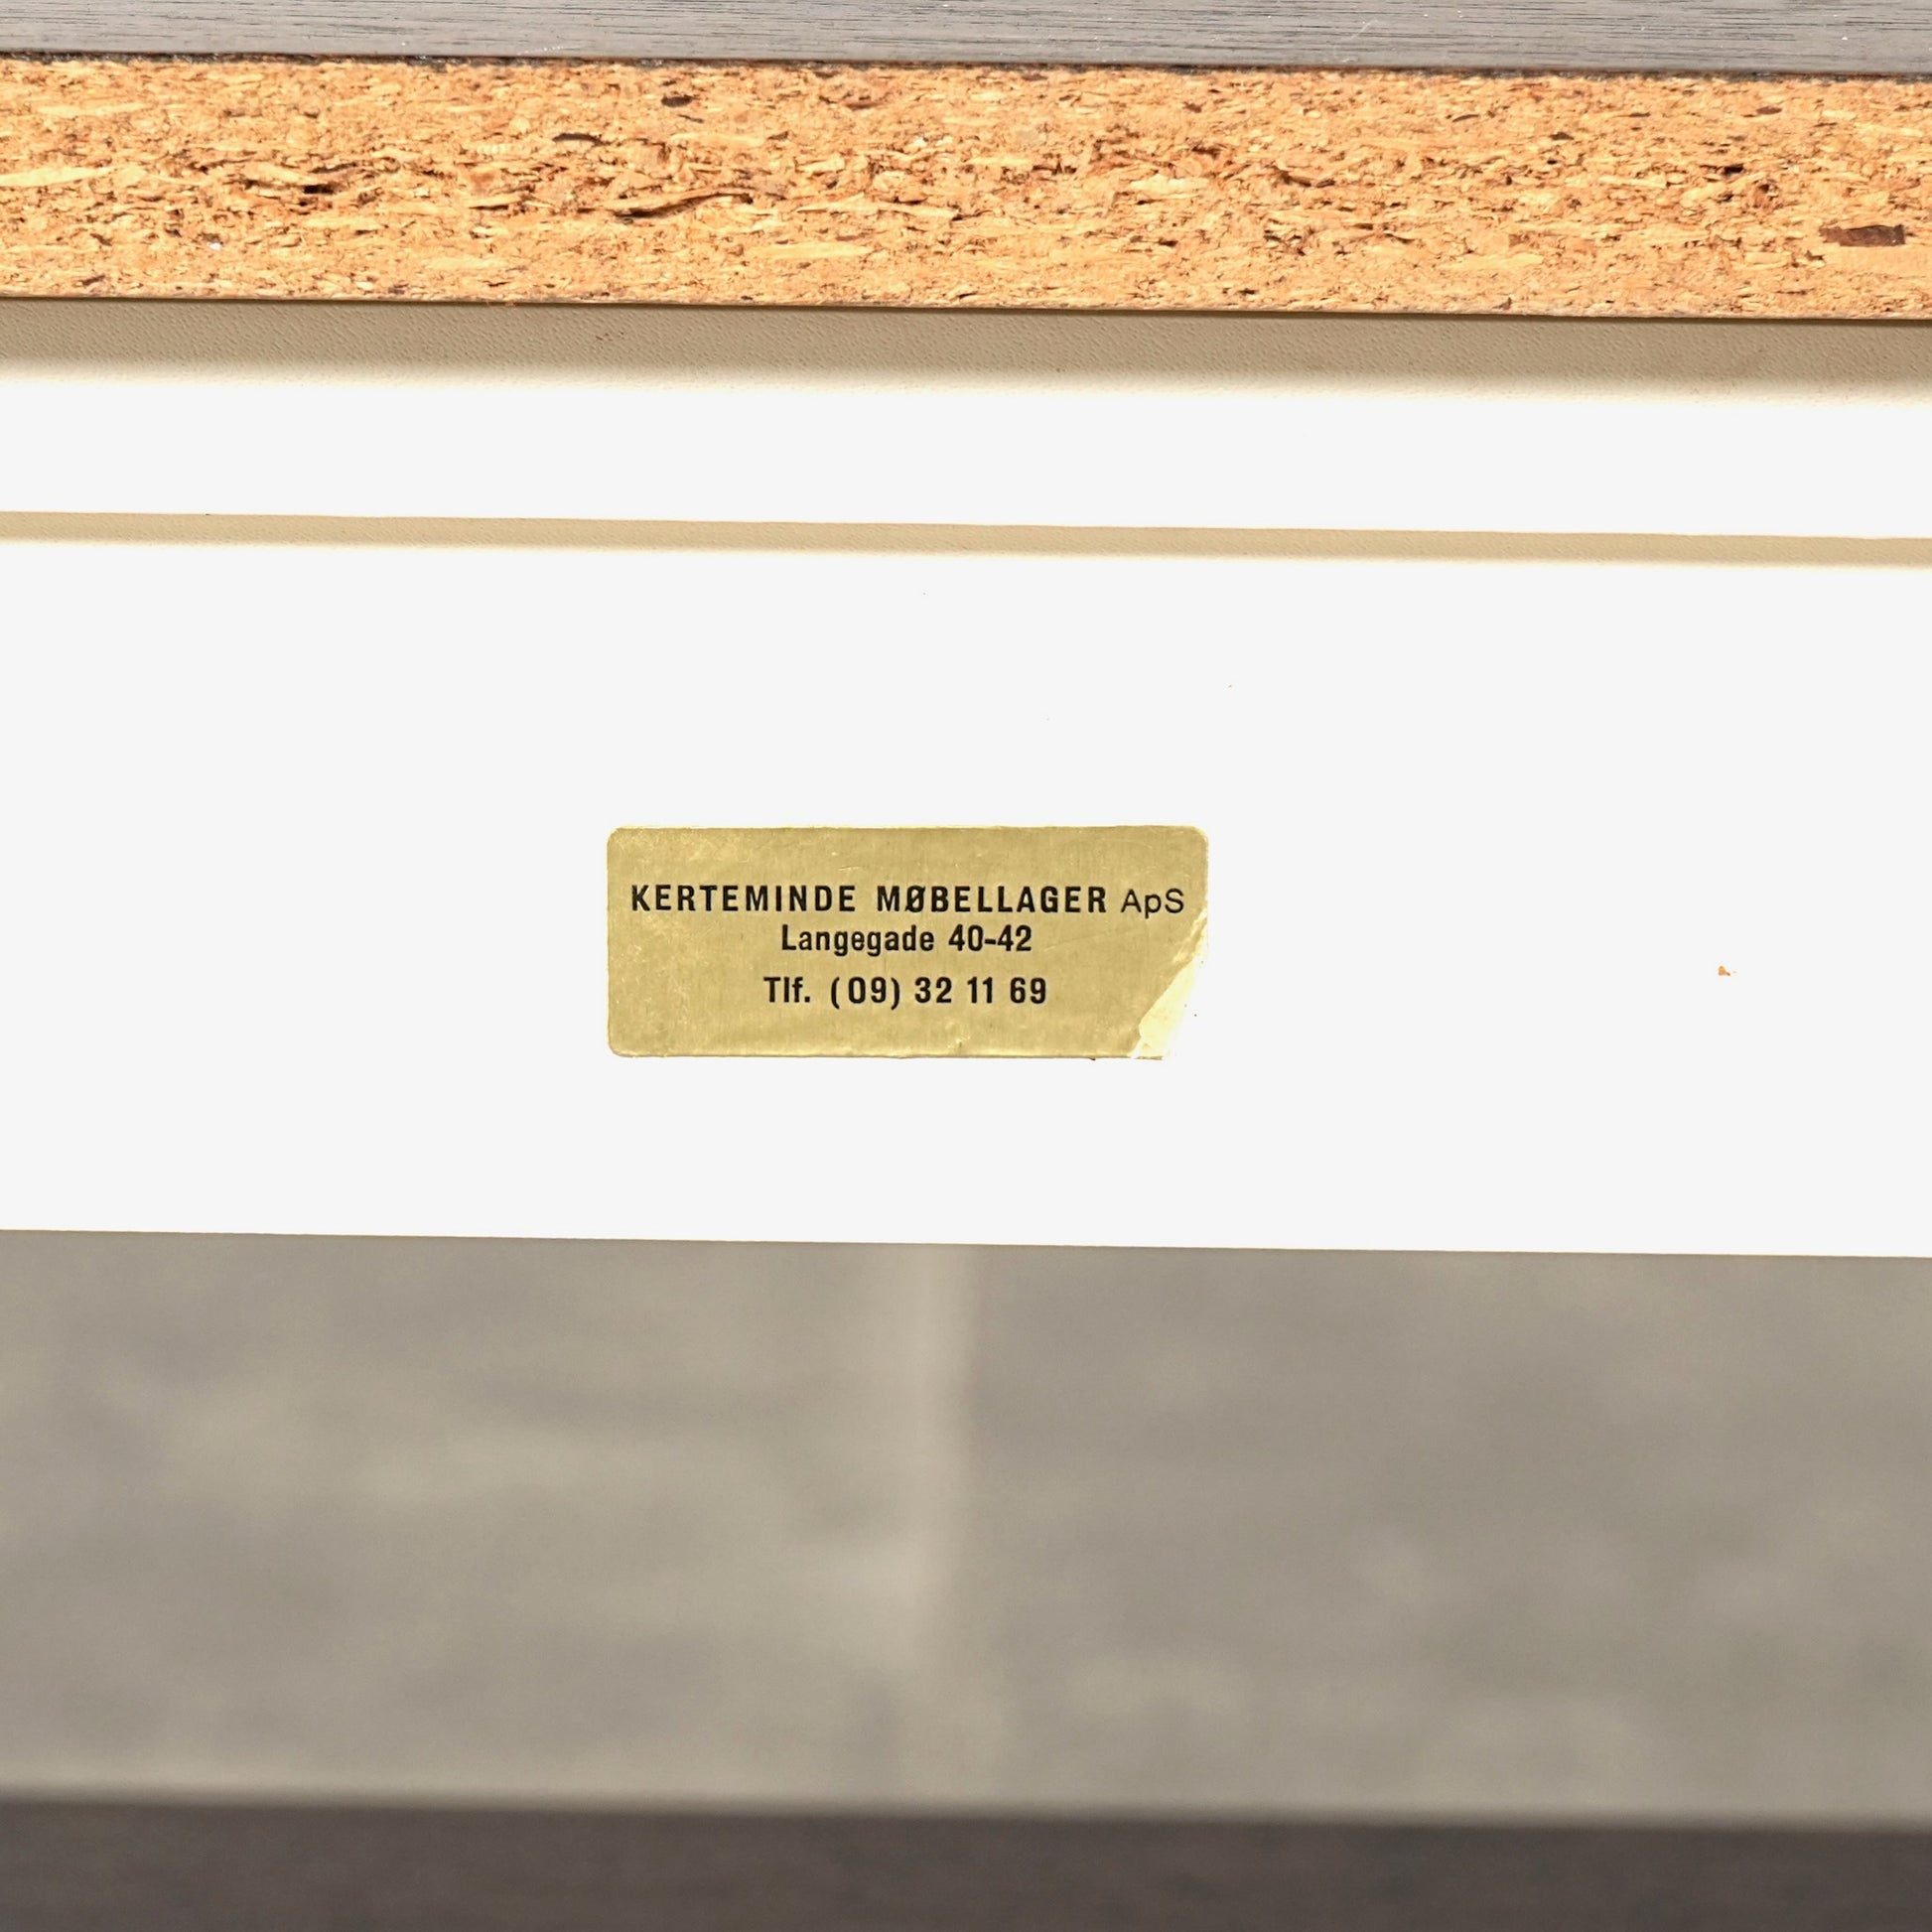 KERTEMINDE MØBELLAGER ApS
Langegade 40-42
Tlf. (09) 32 11 69